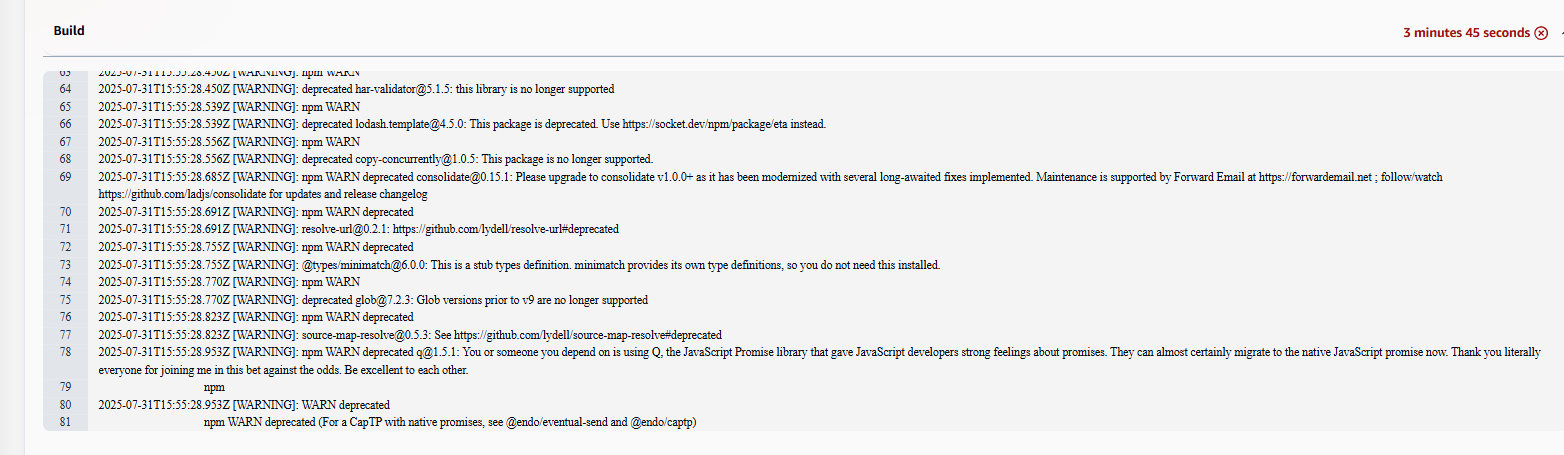 Build
3 minutes 45 seconds
63 2025-07-31T15:55:28.450Z [WARNING]: npm WARN
64 2025-07-31T15:55:28.450Z [WARNING]: deprecated har-validator@5.1.5: this library is no longer supported
65 2025-07-31T15:55:28.539Z [WARNING]: npm WARN
66 2025-07-31T15:55:28.539Z [WARNING]: deprecated lodash.template@4.5.0: This package is deprecated. Use https://socket.dev/npm/package/eta instead.
67 2025-07-31T15:55:28.556Z [WARNING]: npm WARN
68 2025-07-31T15:55:28.556Z [WARNING]: deprecated copy-concurrently@1.0.5: This package is no longer supported.
69 2025-07-31T15:55:28.685Z [WARNING]: npm WARN deprecated consolidate@0.15.1: Please upgrade to consolidate v1.0.0+ as it has been modernized with several long-awaited fixes implemented. Maintenance is supported by Forward Email at https://forwardemail.net ; follow/watch
https://github.com/ladjs/consolidate for updates and release changelog
70 2025-07-31T15:55:28.691Z [WARNING]: npm WARN deprecated
71 2025-07-31T15:55:28.691Z [WARNING]: resolve-url@0.2.1: https://github.com/lydell/resolve-url#deprecated
72 2025-07-31T15:55:28.755Z [WARNING]: npm WARN deprecated
73 2025-07-31T15:55:28.755Z [WARNING]: @types/minimatch@6.0.0: This is a stub types definition. minimatch provides its own type definitions, so you do not need this installed.
74 2025-07-31T15:55:28.770Z [WARNING]: npm WARN
75 2025-07-31T15:55:28.770Z [WARNING]: deprecated glob@7.2.3: Glob versions prior to v9 are no longer supported
76 2025-07-31T15:55:28.823Z [WARNING]: npm WARN deprecated
77 2025-07-31T15:55:28.823Z [WARNING]: source-map-resolve@0.5.3: See https://github.com/lydell/source-map-resolve#deprecated
78 2025-07-31T15:55:28.953Z [WARNING]: npm WARN deprecated q@1.5.1: You or someone you depend on is using Q, the JavaScript Promise library that gave JavaScript developers strong feelings about promises. They can almost certainly migrate to the native JavaScript promise now. Thank you literally
everyone for joining me in this bet against the odds. Be excellent to each other.
79 npm
80 2025-07-31T15:55:28.953Z [WARNING]: WARN deprecated
81 npm WARN deprecated (For a CapTP with native promises, see @endo/eventual-send and @endo/captp)